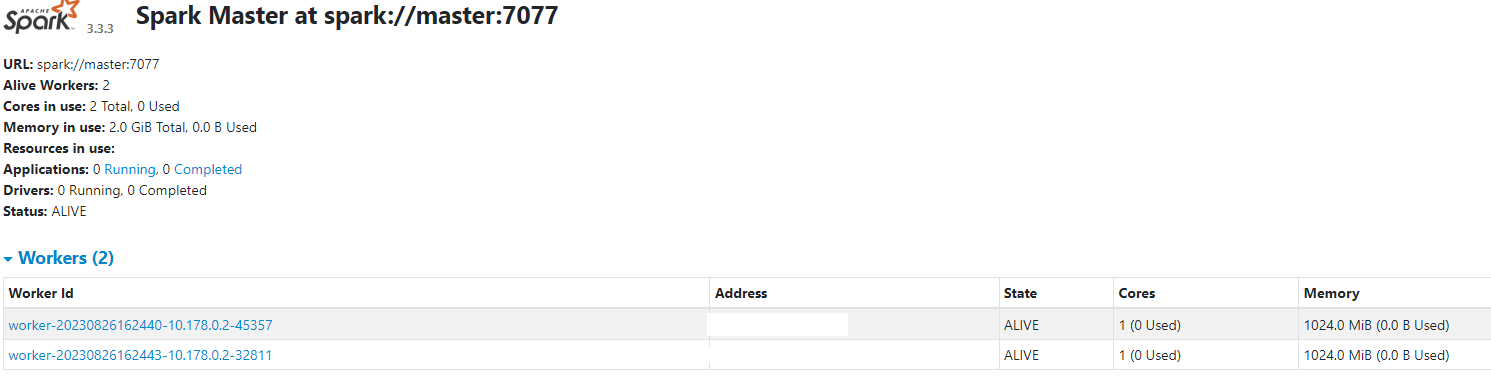 APACHE
Spark 3.3.3 Spark Master at spark://master:7077
URL: spark://master:7077
Alive Workers: 2
Cores in use: 2 Total, 0 Used
Memory in use: 2.0 GiB Total, 0.0 B Used
Resources in use:
Applications: 0 Running, 0 Completed
Drivers: 0 Running, 0 Completed
Status: ALIVE
Workers (2)
Worker Id Address State Cores Memory
worker-20230826162440-10.178.0.2-45357 ALIVE 1 (0 Used) 1024.0 MiB (0.0 B Used)
worker-20230826162443-10.178.0.2-32811 ALIVE 1 (0 Used) 1024.0 MiB (0.0 B Used)